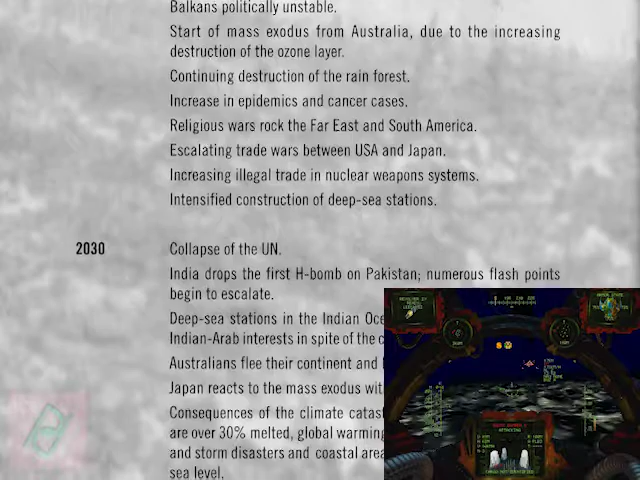 Balkans politically unstable.
Start of mass exodus from Australia, due to the increasing
destruction of the ozone layer.
Continuing destruction of the rain forest.
Increase in epidemics and cancer cases.
Religious wars rock the Far East and South America.
Escalating trade wars between USA and Japan.
Increasing illegal trade in nuclear weapons systems.
Intensified construction of deep-sea stations.
2030 Collapse of the UN.
India drops the first H-bomb on Pakistan; numerous flash points
begin to escalate.
Deep-sea stations in the Indian
Indian-Arab interests in spite of the
Australians flee their continent and
Japan reacts to the mass exodus
Consequences of the climate
are over 30% melted, global warming
and storm disasters and coastal
sea level.
ATTACKING